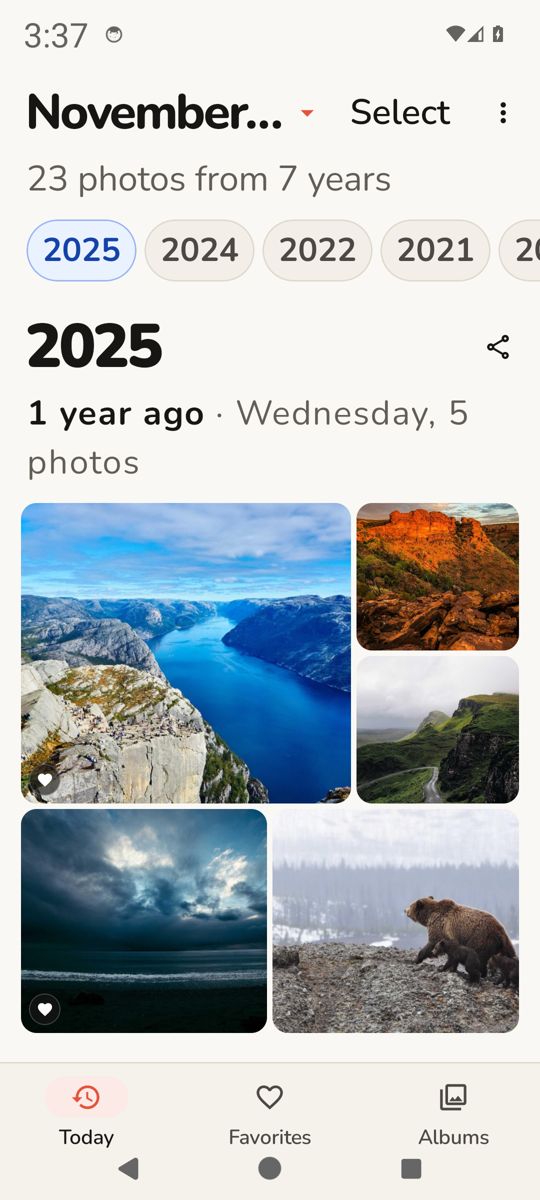 3:37
November...
Select
23 photos from 7 years
2025
2024
2022
2021
20
2025
1 year ago · Wednesday, 5
photos
Today
Favorites
Albums